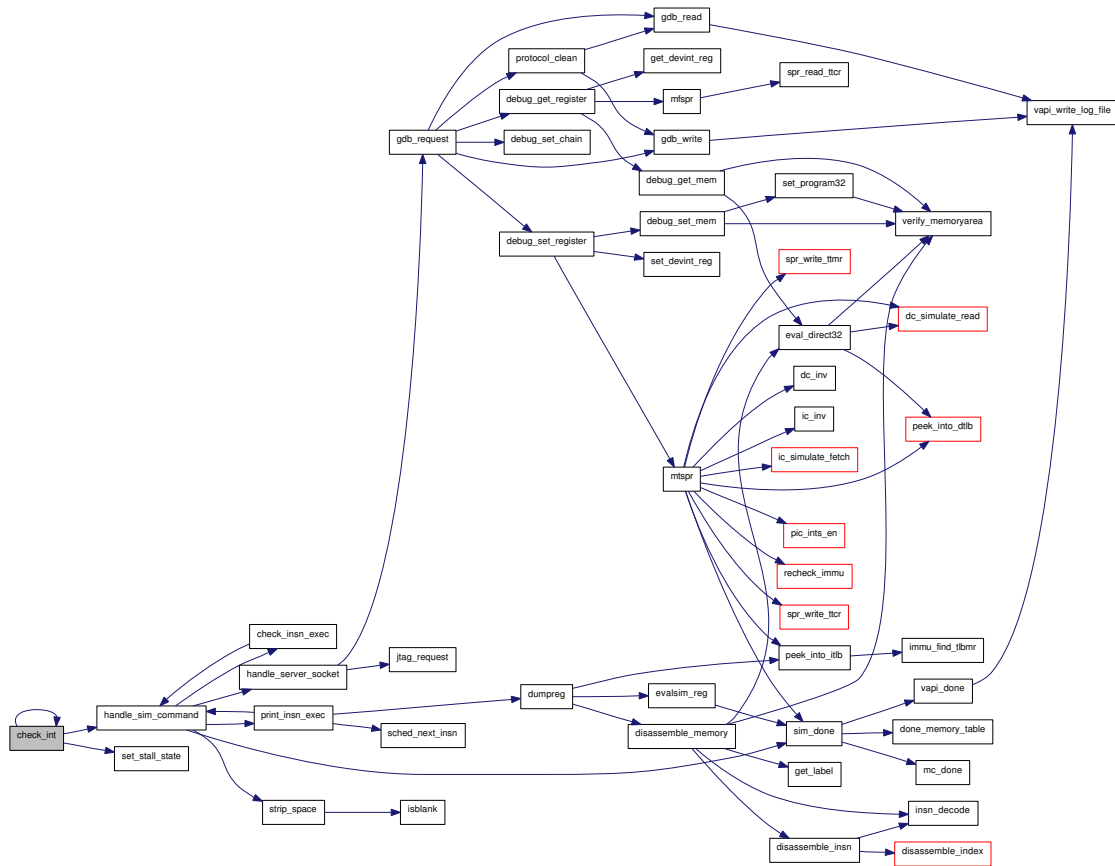 gdb_read
protocol_clean
get_devint_reg
spr_read_ttcr
debug_get_register
mfspr
vapi_write_log_file
gdb_request
debug_set_chain
gdb_write
debug_get_mem
set_program32
debug_set_mem
verify_memoryarea
debug_set_register
set_devint_reg
spr_write_ttmr
dc_simulate_read
eval_direct32
dc_inv
ic_inv
peek_into_dtlb
ic_simulate_fetch
mtspr
pic_ints_en
recheck_immu
spr_write_ttcr
check_insn_exec
peek_into_itlb
immu_find_tlbmr
handle_server_socket
jtag_request
dumpreg
evalsim_reg
vapi_done
handle_sim_command
print_insn_exec
sched_next_insn
disassemble_memory
sim_done
done_memory_table
check_int
set_stall_state
get_label
mc_done
strip_space
isblank
insn_decode
disassemble_insn
disassemble_index